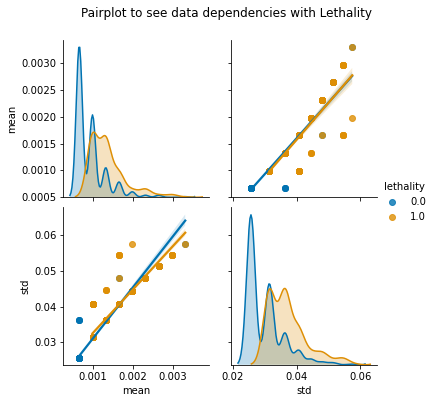 Pairplot to see data dependencies with Lethality
0.0030
0.0025
0.0020
0.0015
0.0010
0.0005
mean
lethality
0.0
1.0
0.06
0.05
0.04
0.03
std
0.001 0.002 0.003
mean
0.02 0.04 0.06
std